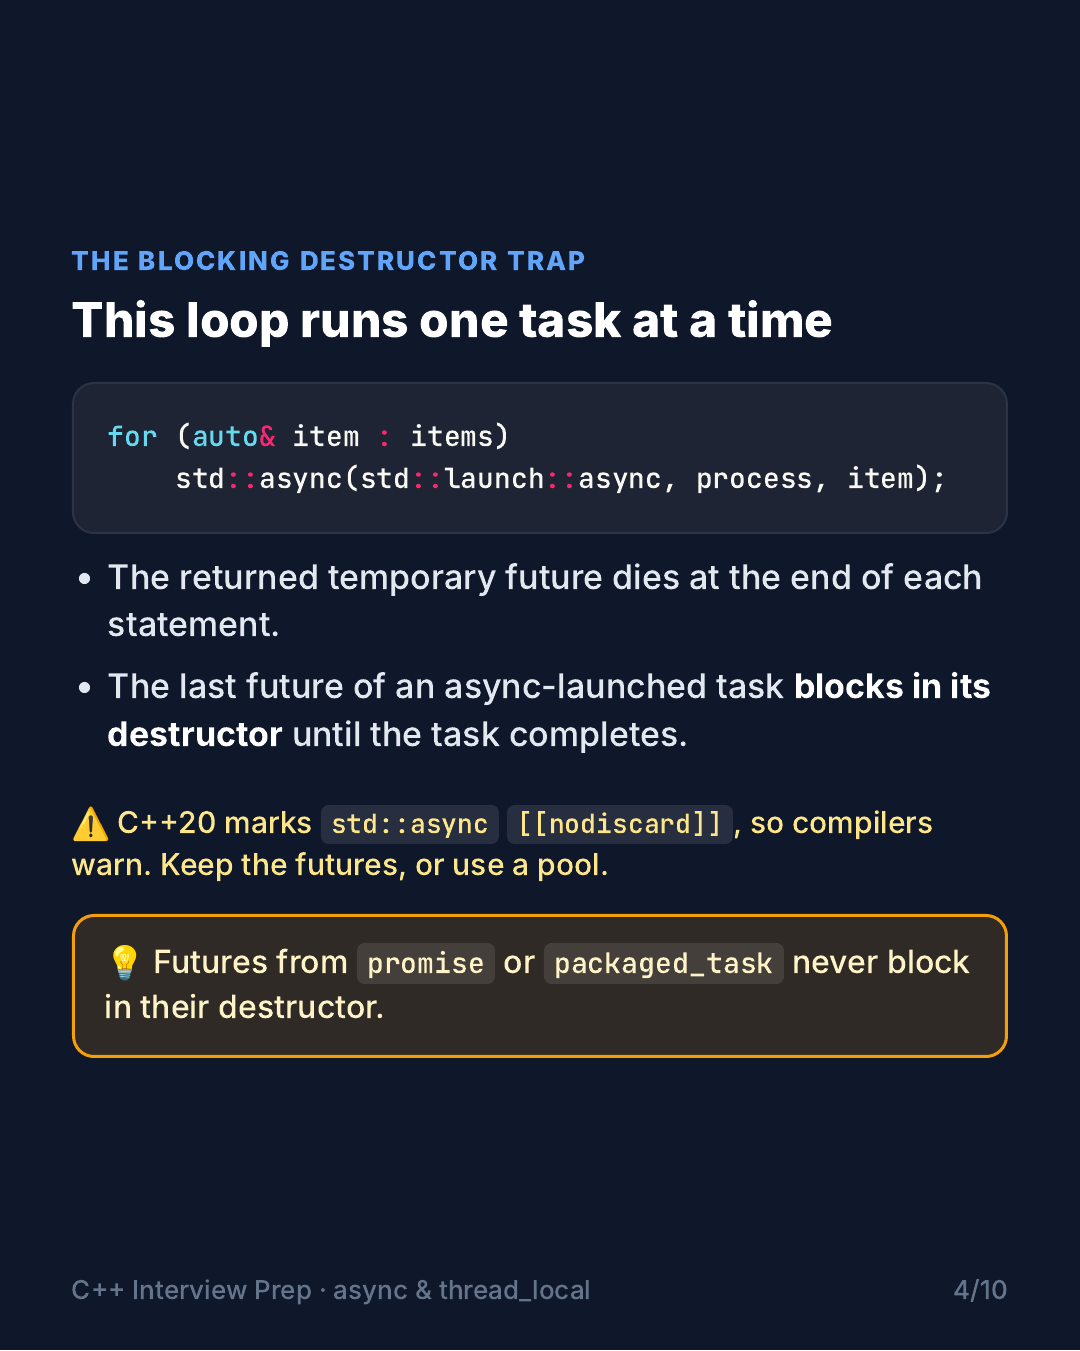 THE BLOCKING DESTRUCTOR TRAP
This loop runs one task at a time
for (auto& item : items)
    std::async(std::launch::async, process, item);
• The returned temporary future dies at the end of each
statement.
• The last future of an async-launched task blocks in its
destructor until the task completes.
⚠️ C++20 marks std::async [[nodiscard]], so compilers
warn. Keep the futures, or use a pool.
💡 Futures from promise or packaged_task never block
in their destructor.
C++ Interview Prep · async & thread_local
4/10